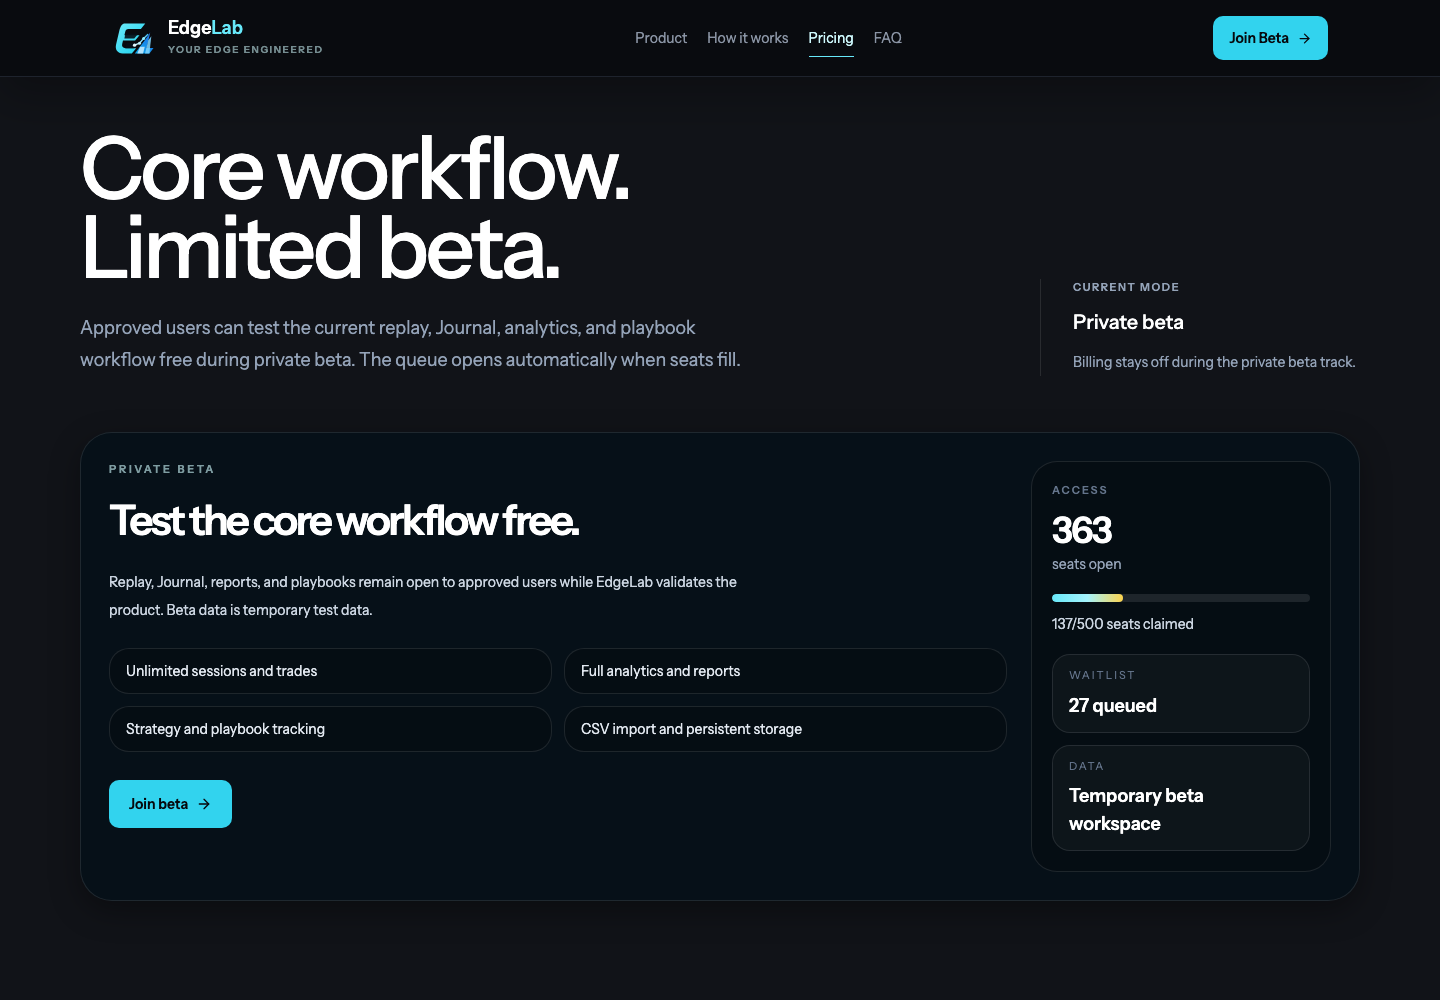 EdgeLab
YOUR EDGE ENGINEERED
Product
How it works
Pricing
FAQ
Join Beta
Core workflow.
Limited beta.
Approved users can test the current replay, Journal, analytics, and playbook
workflow free during private beta. The queue opens automatically when seats fill.
CURRENT MODE
Private beta
Billing stays off during the private beta track.
PRIVATE BETA
Test the core workflow free.
Replay, Journal, reports, and playbooks remain open to approved users while EdgeLab validates the
product. Beta data is temporary test data.
Unlimited sessions and trades
Full analytics and reports
Strategy and playbook tracking
CSV import and persistent storage
Join beta
ACCESS
363
seats open
137/500 seats claimed
WAITLIST
27 queued
DATA
Temporary beta
workspace